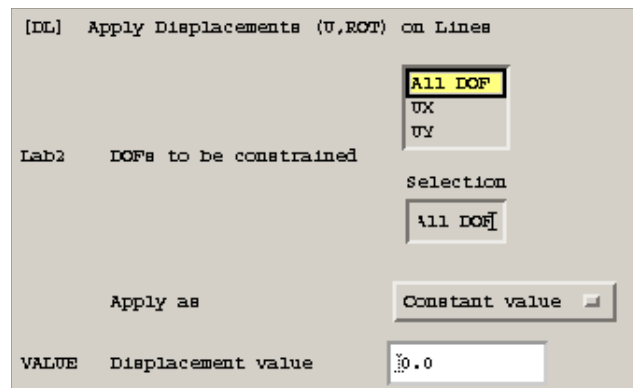 [DL] Apply Displacements (U,ROT) on Lines
All DOF
UX
UY
Lab2 DOFs to be constrained
Selection
All DOF
Apply as Constant value
VALUE Displacement value 0.0